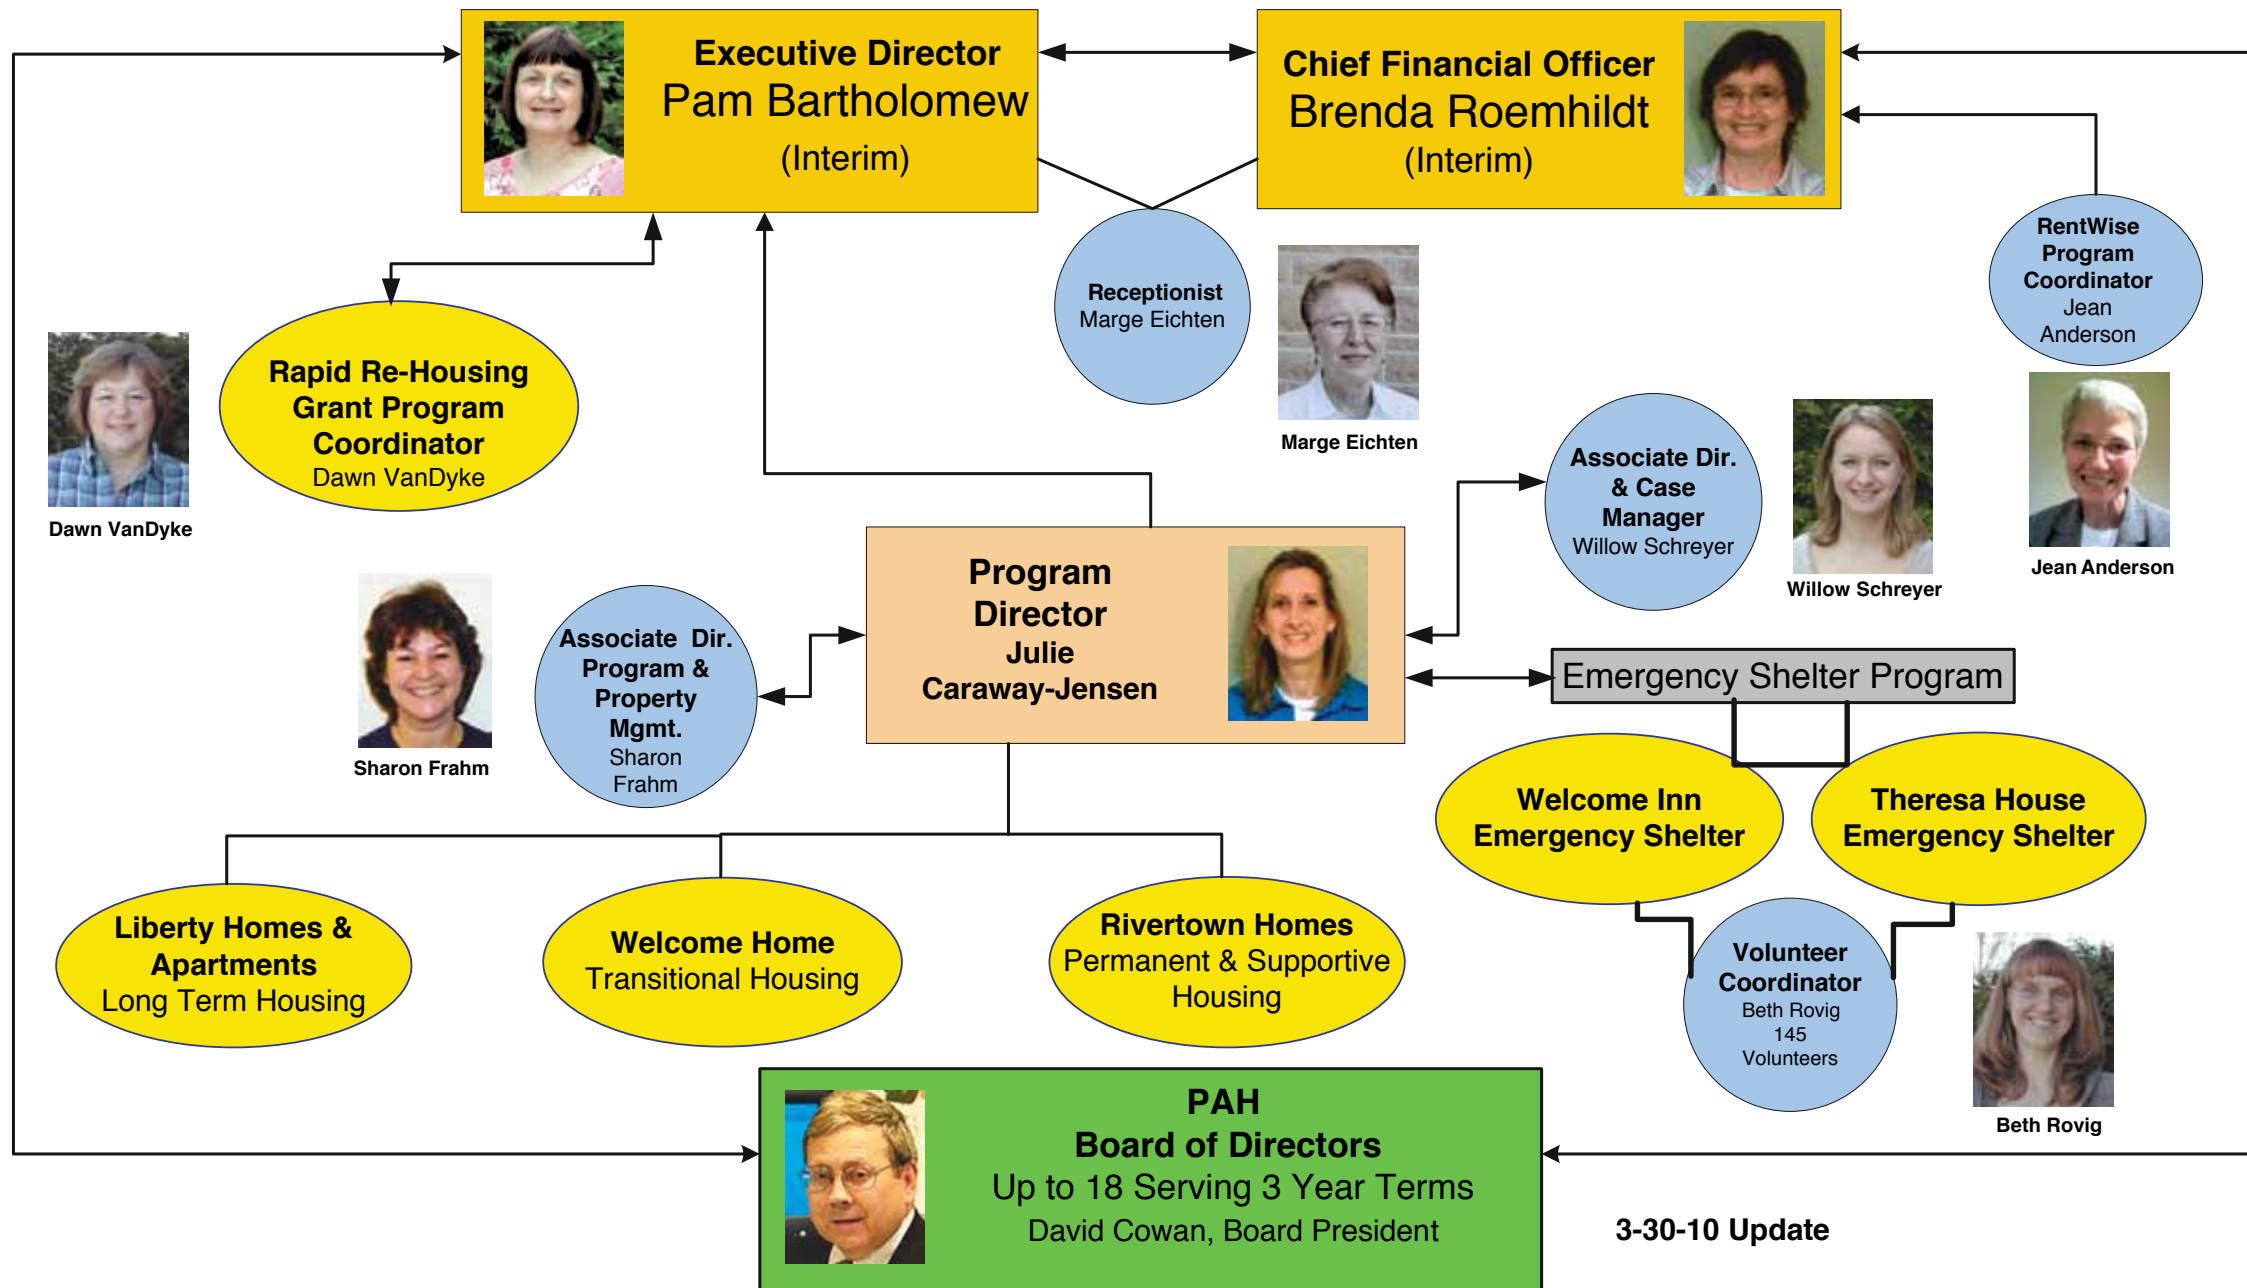 Executive Director
Pam Bartholomew
(Interim)
Chief Financial Officer
Brenda Roemhildt
(Interim)
RentWise
Program
Coordinator
Jean
Anderson
Receptionist
Marge Eichten
Marge Eichten
Rapid Re-Housing
Grant Program
Coordinator
Dawn VanDyke
Dawn VanDyke
Associate Dir.
& Case
Manager
Willow Schreyer
Willow Schreyer
Jean Anderson
Program
Director
Julie
Caraway-Jensen
Associate Dir.
Program &
Property
Mgmt.
Sharon
Frahm
Sharon Frahm
Emergency Shelter Program
Welcome Inn
Emergency Shelter
Theresa House
Emergency Shelter
Liberty Homes &
Apartments
Long Term Housing
Welcome Home
Transitional Housing
Rivertown Homes
Permanent & Supportive
Housing
Volunteer
Coordinator
Beth Rovig
145
Volunteers
Beth Rovig
PAH
Board of Directors
Up to 18 Serving 3 Year Terms
David Cowan, Board President
3-30-10 Update